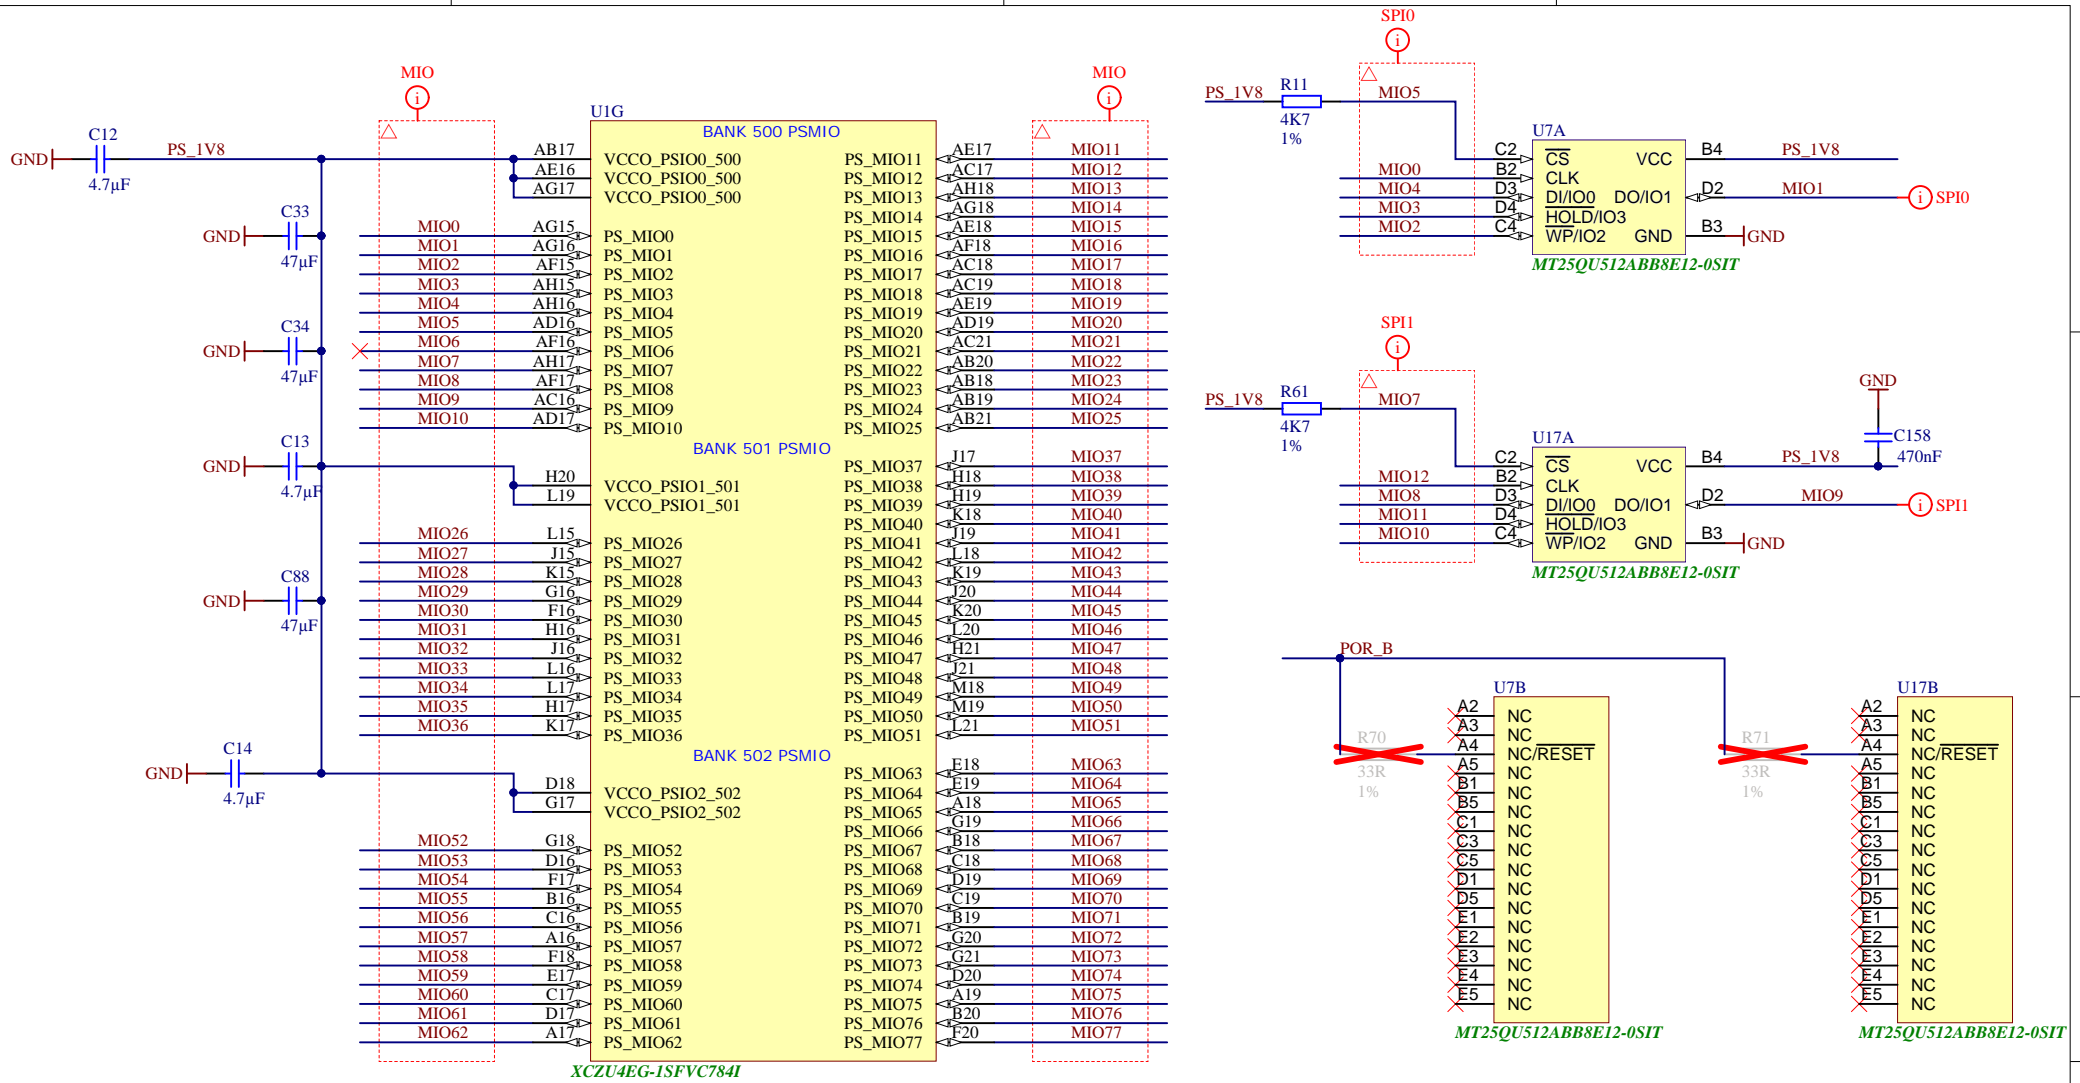 MIO
MIO
C12
GND
4.7µF
PS_1V8
C33
GND
47µF
C34
GND
47µF
C13
GND
4.7µF
C88
GND
47µF
C14
GND
4.7µF
U1G
BANK 500 PSMIO
AB17 VCCO_PSIO0_500
AE16 VCCO_PSIO0_500
AG17 VCCO_PSIO0_500
MIO0 AG15 PS_MIO0
MIO1 AG16 PS_MIO1
MIO2 AF15 PS_MIO2
MIO3 AH15 PS_MIO3
MIO4 AH16 PS_MIO4
MIO5 AD16 PS_MIO5
MIO6 AF16 PS_MIO6
MIO7 AH17 PS_MIO7
MIO8 AF17 PS_MIO8
MIO9 AC16 PS_MIO9
MIO10 AD17 PS_MIO10
PS_MIO11 AE17 MIO11
PS_MIO12 AC17 MIO12
PS_MIO13 AH18 MIO13
PS_MIO14 AG18 MIO14
PS_MIO15 AE18 MIO15
PS_MIO16 AF18 MIO16
PS_MIO17 AC18 MIO17
PS_MIO18 AC19 MIO18
PS_MIO19 AE19 MIO19
PS_MIO20 AD19 MIO20
PS_MIO21 AC21 MIO21
PS_MIO22 AB20 MIO22
PS_MIO23 AB18 MIO23
PS_MIO24 AB19 MIO24
PS_MIO25 AB21 MIO25
BANK 501 PSMIO
H20 VCCO_PSIO1_501
L19 VCCO_PSIO1_501
MIO26 L15 PS_MIO26
MIO27 J15 PS_MIO27
MIO28 K15 PS_MIO28
MIO29 G16 PS_MIO29
MIO30 F16 PS_MIO30
MIO31 H16 PS_MIO31
MIO32 J16 PS_MIO32
MIO33 L16 PS_MIO33
MIO34 L17 PS_MIO34
MIO35 H17 PS_MIO35
MIO36 K17 PS_MIO36
PS_MIO37 J17 MIO37
PS_MIO38 H18 MIO38
PS_MIO39 H19 MIO39
PS_MIO40 K18 MIO40
PS_MIO41 J19 MIO41
PS_MIO42 L18 MIO42
PS_MIO43 K19 MIO43
PS_MIO44 J20 MIO44
PS_MIO45 K20 MIO45
PS_MIO46 L20 MIO46
PS_MIO47 H21 MIO47
PS_MIO48 J21 MIO48
PS_MIO49 M18 MIO49
PS_MIO50 M19 MIO50
PS_MIO51 L21 MIO51
BANK 502 PSMIO
D18 VCCO_PSIO2_502
G17 VCCO_PSIO2_502
MIO52 G18 PS_MIO52
MIO53 D16 PS_MIO53
MIO54 F17 PS_MIO54
MIO55 B16 PS_MIO55
MIO56 C16 PS_MIO56
MIO57 A16 PS_MIO57
MIO58 F18 PS_MIO58
MIO59 E17 PS_MIO59
MIO60 C17 PS_MIO60
MIO61 D17 PS_MIO61
MIO62 A17 PS_MIO62
PS_MIO63 E18 MIO63
PS_MIO64 E19 MIO64
PS_MIO65 A18 MIO65
PS_MIO66 G19 MIO66
PS_MIO67 B18 MIO67
PS_MIO68 C18 MIO68
PS_MIO69 D19 MIO69
PS_MIO70 C19 MIO70
PS_MIO71 B19 MIO71
PS_MIO72 G20 MIO72
PS_MIO73 G21 MIO73
PS_MIO74 D20 MIO74
PS_MIO75 A19 MIO75
PS_MIO76 B20 MIO76
PS_MIO77 F20 MIO77
XCZU4EG-1SFVC784I
SPI0
PS_1V8 R11 MIO5
4K7
1%
U7A
C2 CS VCC B4 PS_1V8
MIO0 B2 CLK
MIO4 D3 DI/IO0 DO/IO1 D2 MIO1 SPI0
MIO3 D4 HOLD/IO3
MIO2 C4 WP/IO2 GND B3 GND
MT25QU512ABB8E12-0SIT
SPI1
PS_1V8 R61 MIO7
4K7
1%
GND
C158
470nF
U17A
C2 CS VCC B4 PS_1V8
MIO12 B2 CLK
MIO8 D3 DI/IO0 DO/IO1 D2 MIO9 SPI1
MIO11 D4 HOLD/IO3
MIO10 C4 WP/IO2 GND B3 GND
MT25QU512ABB8E12-0SIT
POR_B
R70
33R
1%
U7B
A2 NC
A3 NC
A4 NC/RESET
A5 NC
B1 NC
B5 NC
C1 NC
C3 NC
C5 NC
D1 NC
D5 NC
E1 NC
E2 NC
E3 NC
E4 NC
E5 NC
MT25QU512ABB8E12-0SIT
R71
33R
1%
U17B
A2 NC
A3 NC
A4 NC/RESET
A5 NC
B1 NC
B5 NC
C1 NC
C3 NC
C5 NC
D1 NC
D5 NC
E1 NC
E2 NC
E3 NC
E4 NC
E5 NC
MT25QU512ABB8E12-0SIT